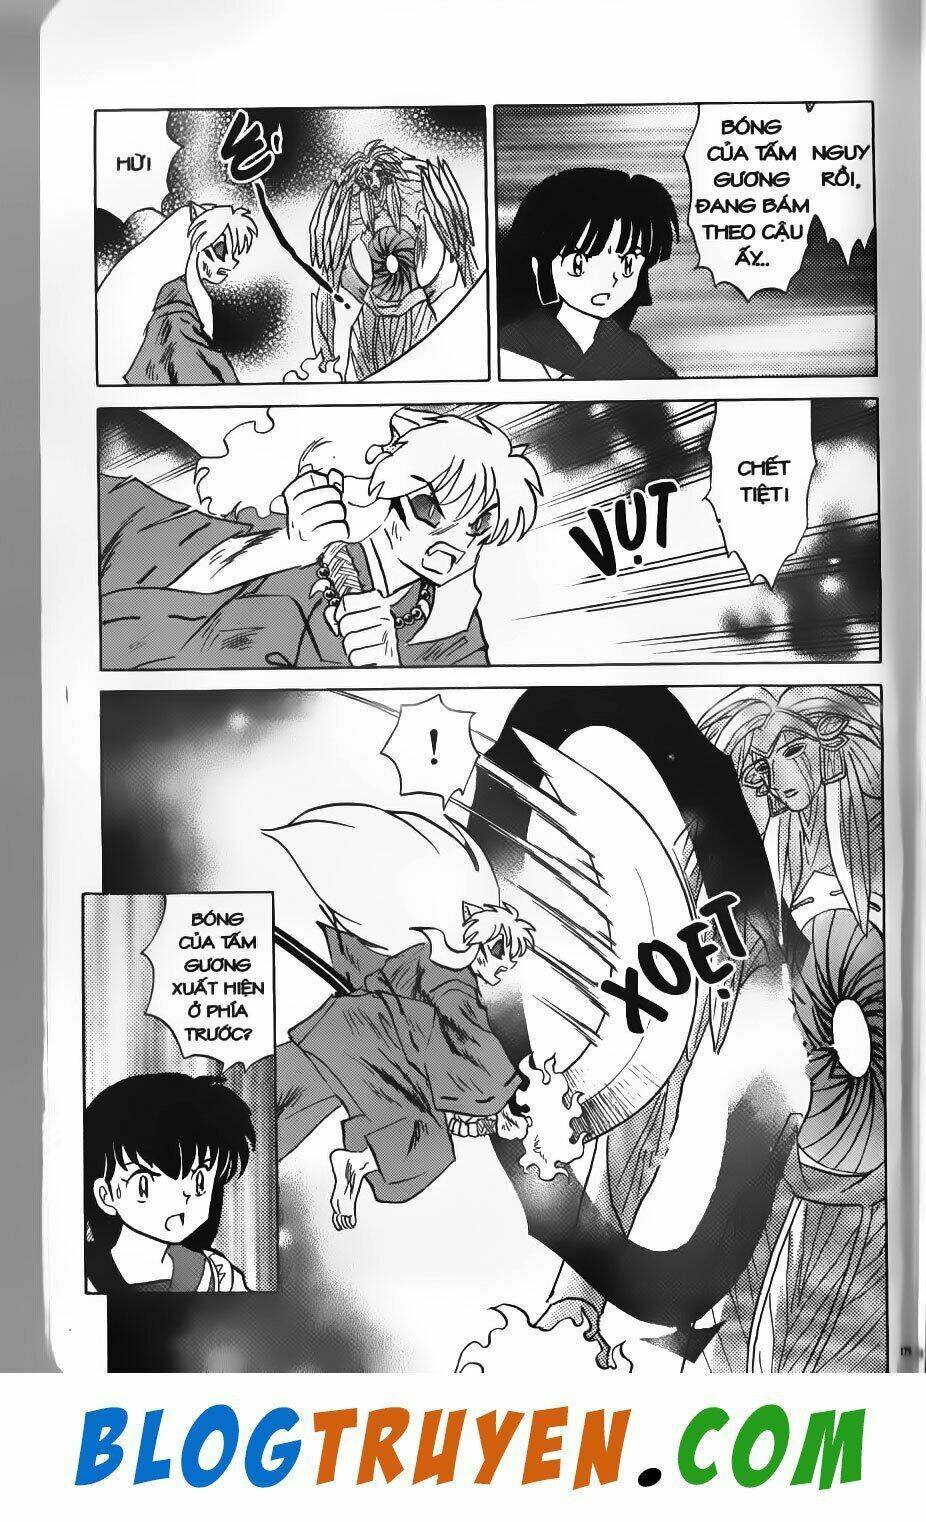 NGUY
RỒI,
BÓNG
CỦA TẤM
GƯƠNG
ĐANG BÁM
THEO CẬU
ẤY...
HỪ!
CHẾT
TIỆT!
VỤT
!
XOẸT
BÓNG
CỦA TẤM
GƯƠNG
XUẤT HIỆN
Ở PHÍA
TRƯỚC?
BLOGTRUYEN.COM